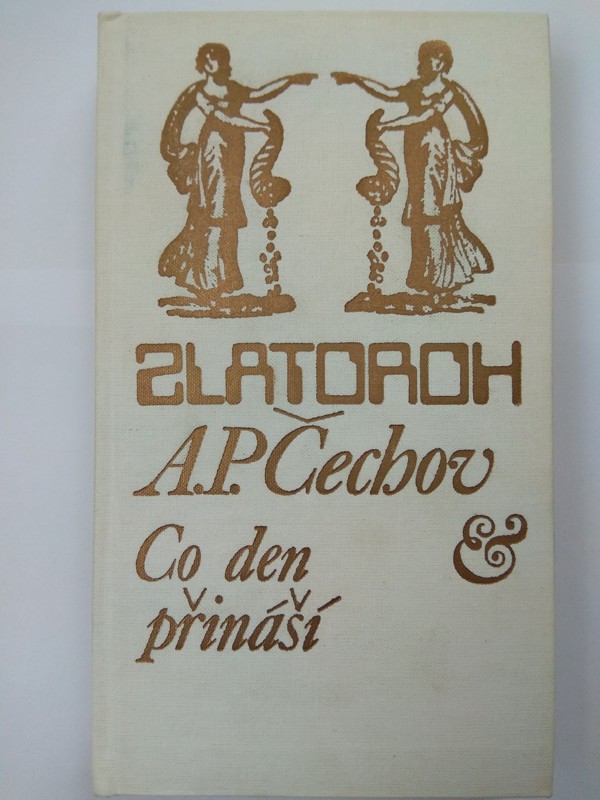 ZLATOROH
A.P. Čechov
Co den &
přináší